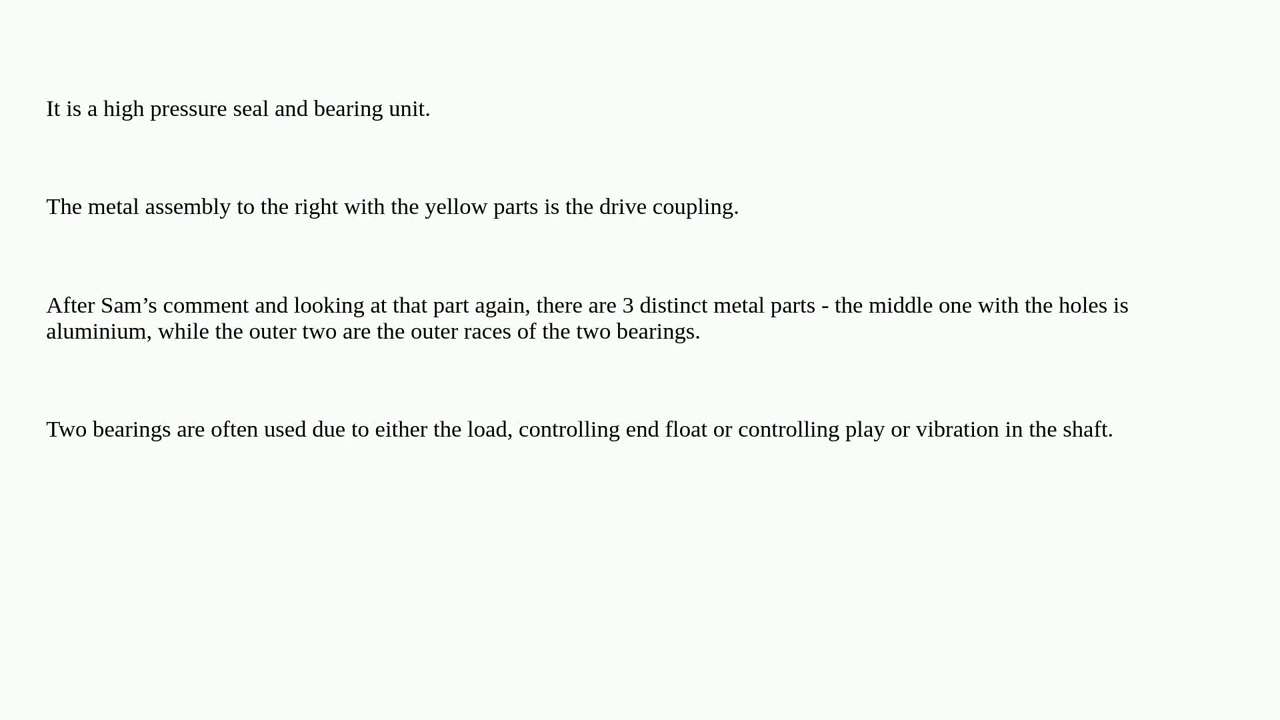 It is a high pressure seal and bearing unit.
The metal assembly to the right with the yellow parts is the drive coupling.
After Sam’s comment and looking at that part again, there are 3 distinct metal parts - the middle one with the holes is
aluminium, while the outer two are the outer races of the two bearings.
Two bearings are often used due to either the load, controlling end float or controlling play or vibration in the shaft.